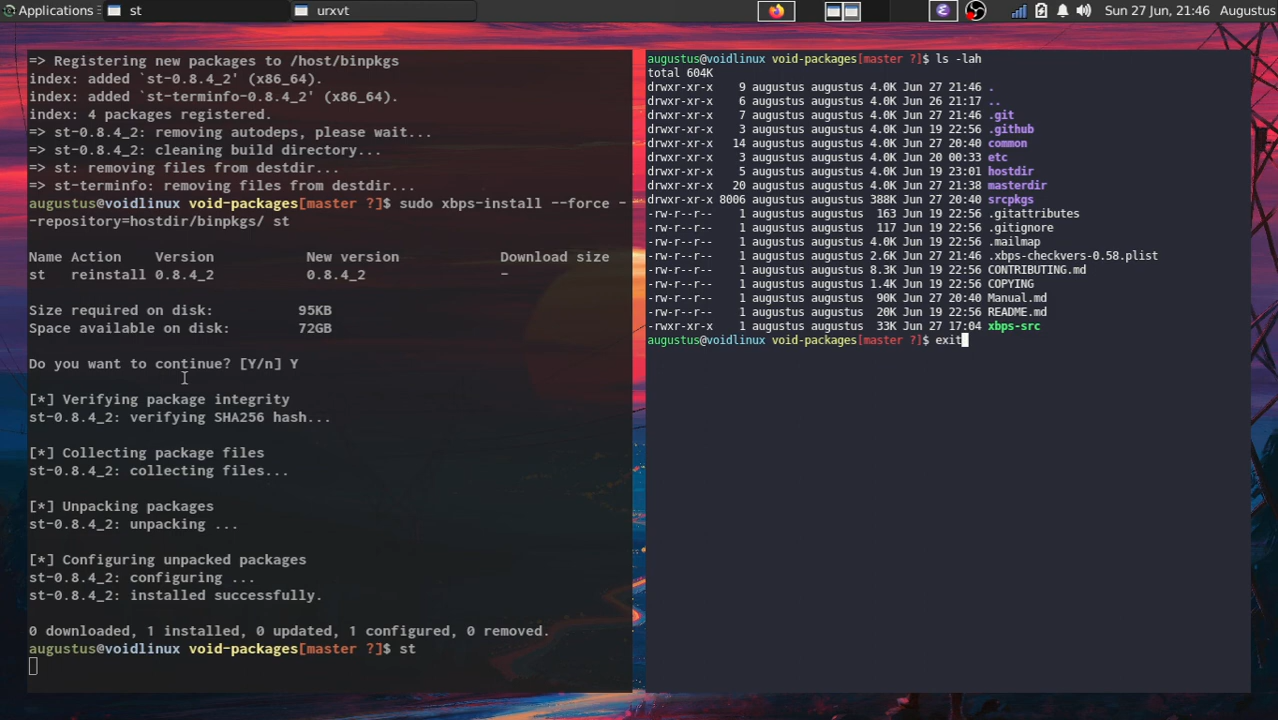 Applications
st
urxvt
Sun 27 Jun, 21:46
Augustus
=> Registering new packages to /host/binpkgs
index: added `st-0.8.4_2' (x86_64).
index: added `st-terminfo-0.8.4_2' (x86_64).
index: 4 packages registered.
=> st-0.8.4_2: removing autodeps, please wait...
=> st-0.8.4_2: cleaning build directory...
=> st: removing files from destdir...
=> st-terminfo: removing files from destdir...
augustus@voidlinux void-packages[master ?]$ sudo xbps-install --force -
-repository=hostdir/binpkgs/ st
Name Action    Version           New version                Download size
st   reinstall 0.8.4_2           0.8.4_2                -
Size required on disk:         95KB
Space available on disk:       72GB
Do you want to continue? [Y/n] Y
[*] Verifying package integrity
st-0.8.4_2: verifying SHA256 hash...
[*] Collecting package files
st-0.8.4_2: collecting files...
[*] Unpacking packages
st-0.8.4_2: unpacking ...
[*] Configuring unpacked packages
st-0.8.4_2: configuring ...
st-0.8.4_2: installed successfully.
0 downloaded, 1 installed, 0 updated, 1 configured, 0 removed.
augustus@voidlinux void-packages[master ?]$ st
augustus@voidlinux void-packages[master ?]$ ls -lah
total 604K
drwxr-xr-x    9 augustus augustus 4.0K Jun 27 21:46 .
drwxr-xr-x    6 augustus augustus 4.0K Jun 26 21:17 ..
drwxr-xr-x    7 augustus augustus 4.0K Jun 27 21:46 .git
drwxr-xr-x    3 augustus augustus 4.0K Jun 19 22:56 .github
drwxr-xr-x   14 augustus augustus 4.0K Jun 27 20:40 common
drwxr-xr-x    3 augustus augustus 4.0K Jun 20 00:33 etc
drwxr-xr-x    5 augustus augustus 4.0K Jun 19 23:01 hostdir
drwxr-xr-x   20 augustus augustus 4.0K Jun 27 21:38 masterdir
drwxr-xr-x 8006 augustus augustus 388K Jun 27 20:40 srcpkgs
-rw-r--r--    1 augustus augustus  163 Jun 19 22:56 .gitattributes
-rw-r--r--    1 augustus augustus  117 Jun 19 22:56 .gitignore
-rw-r--r--    1 augustus augustus 4.0K Jun 19 22:56 .mailmap
-rw-r--r--    1 augustus augustus 2.6K Jun 27 21:46 .xbps-checkvers-0.58.plist
-rw-r--r--    1 augustus augustus 8.3K Jun 19 22:56 CONTRIBUTING.md
-rw-r--r--    1 augustus augustus 1.4K Jun 19 22:56 COPYING
-rw-r--r--    1 augustus augustus  90K Jun 27 20:40 Manual.md
-rw-r--r--    1 augustus augustus  20K Jun 19 22:56 README.md
-rwxr-xr-x    1 augustus augustus  33K Jun 27 17:04 xbps-src
augustus@voidlinux void-packages[master ?]$ exit